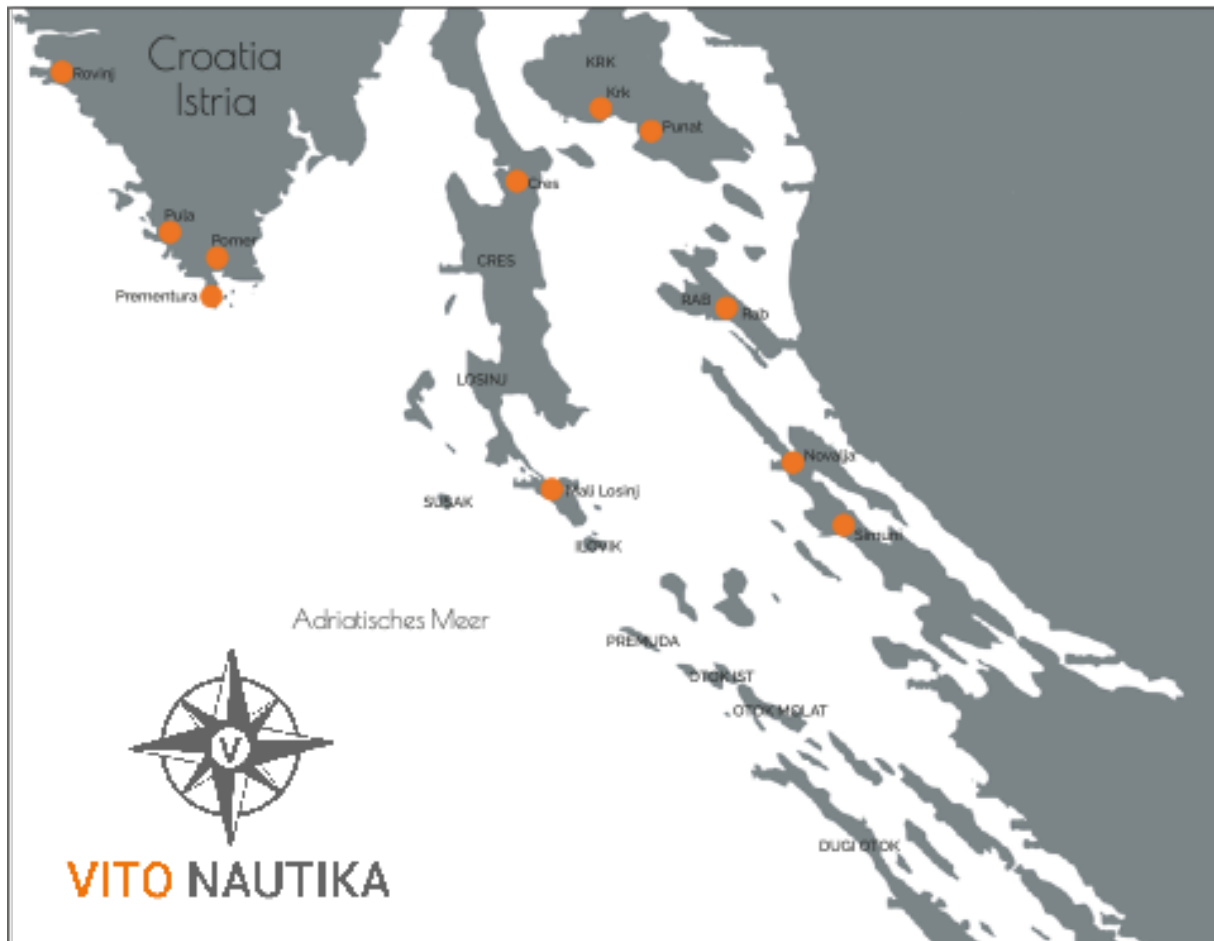 Croatia
Istria
Rovinj
KRK
Krk
Punat
Cres
Pula
Pomer
CRES
Prementura
RAB
Rab
LOSINJ
Novalja
Mali Losinj
SUSAK
Simuni
ILOVIK
Adriatisches Meer
PREMUDA
OTOK IST
OTOK MOLAT
V
DUGI OTOK
VITO NAUTIKA